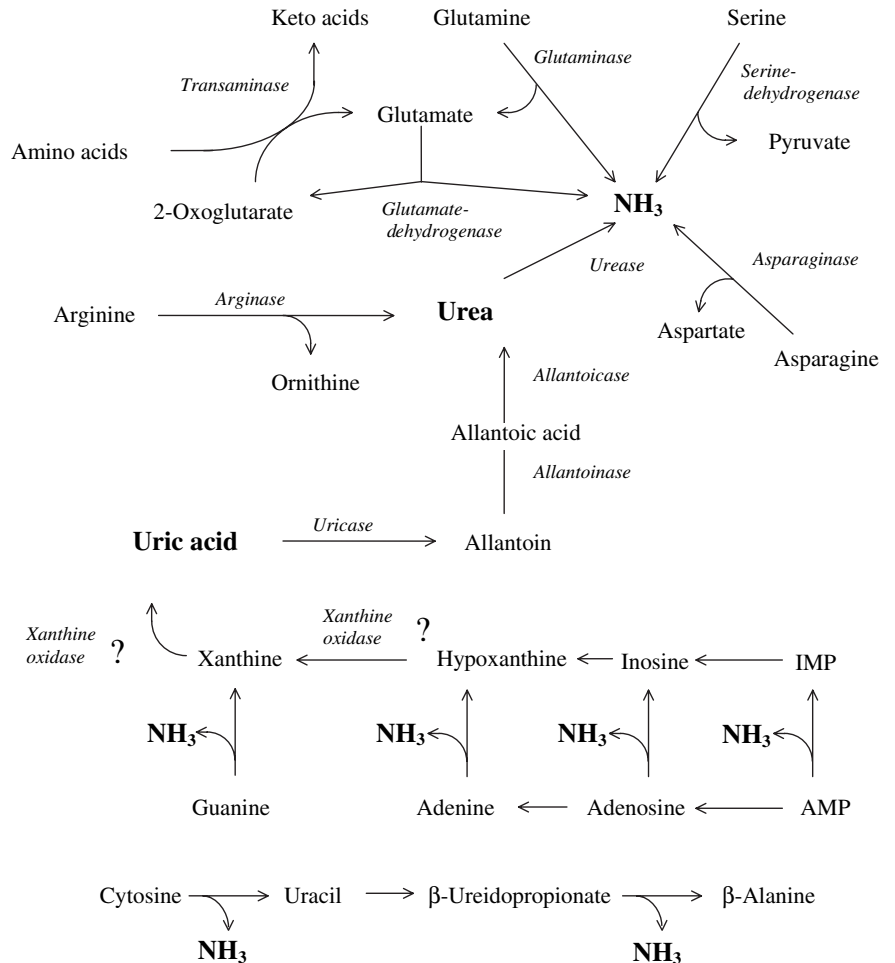 Keto acids Glutamine Serine
Glutaminase
Transaminase
Serine-
dehydrogenase
Glutamate
Amino acids
Pyruvate
2-Oxoglutarate
Glutamate-
dehydrogenase
NH₃
Urease
Asparaginase
Arginine
Arginase
Urea
Aspartate
Asparagine
Ornithine
Allantoicase
Allantoic acid
Allantoinase
Uric acid
Uricase
Allantoin
Xanthine
oxidase ?
Xanthine
oxidase ?
Xanthine Hypoxanthine Inosine IMP
NH₃ NH₃ NH₃ NH₃
Guanine Adenine Adenosine AMP
Cytosine Uracil β-Ureidopropionate β-Alanine
NH₃ NH₃